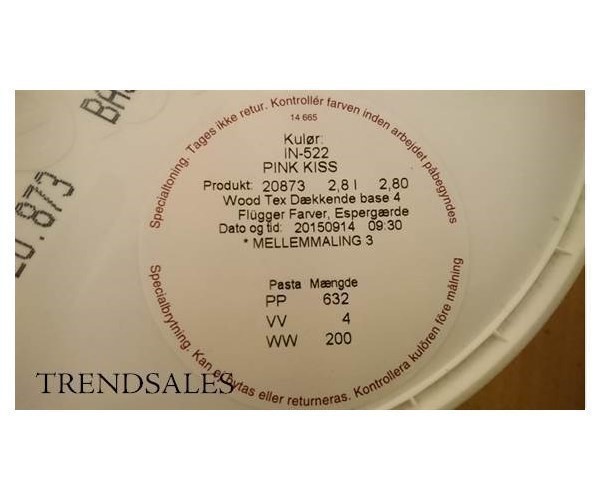 Specialtoning. Tages ikke retur. Kontrollér farven inden arbejdet påbegyndes
14 665
Kulør:
IN-522
PINK KISS
Produkt: 20873 2,8 l 2,80
Wood Tex Dækkende base 4
Flügger Farver, Espergærde
Dato og tid: 20150914 09:30
* MELLEMMALING 3
Pasta Mængde
PP 632
VV 4
WW 200
Specialbrytning. Kan ej bytas eller returneras. Kontrollera kulören före målning
20.873
TRENDSALES